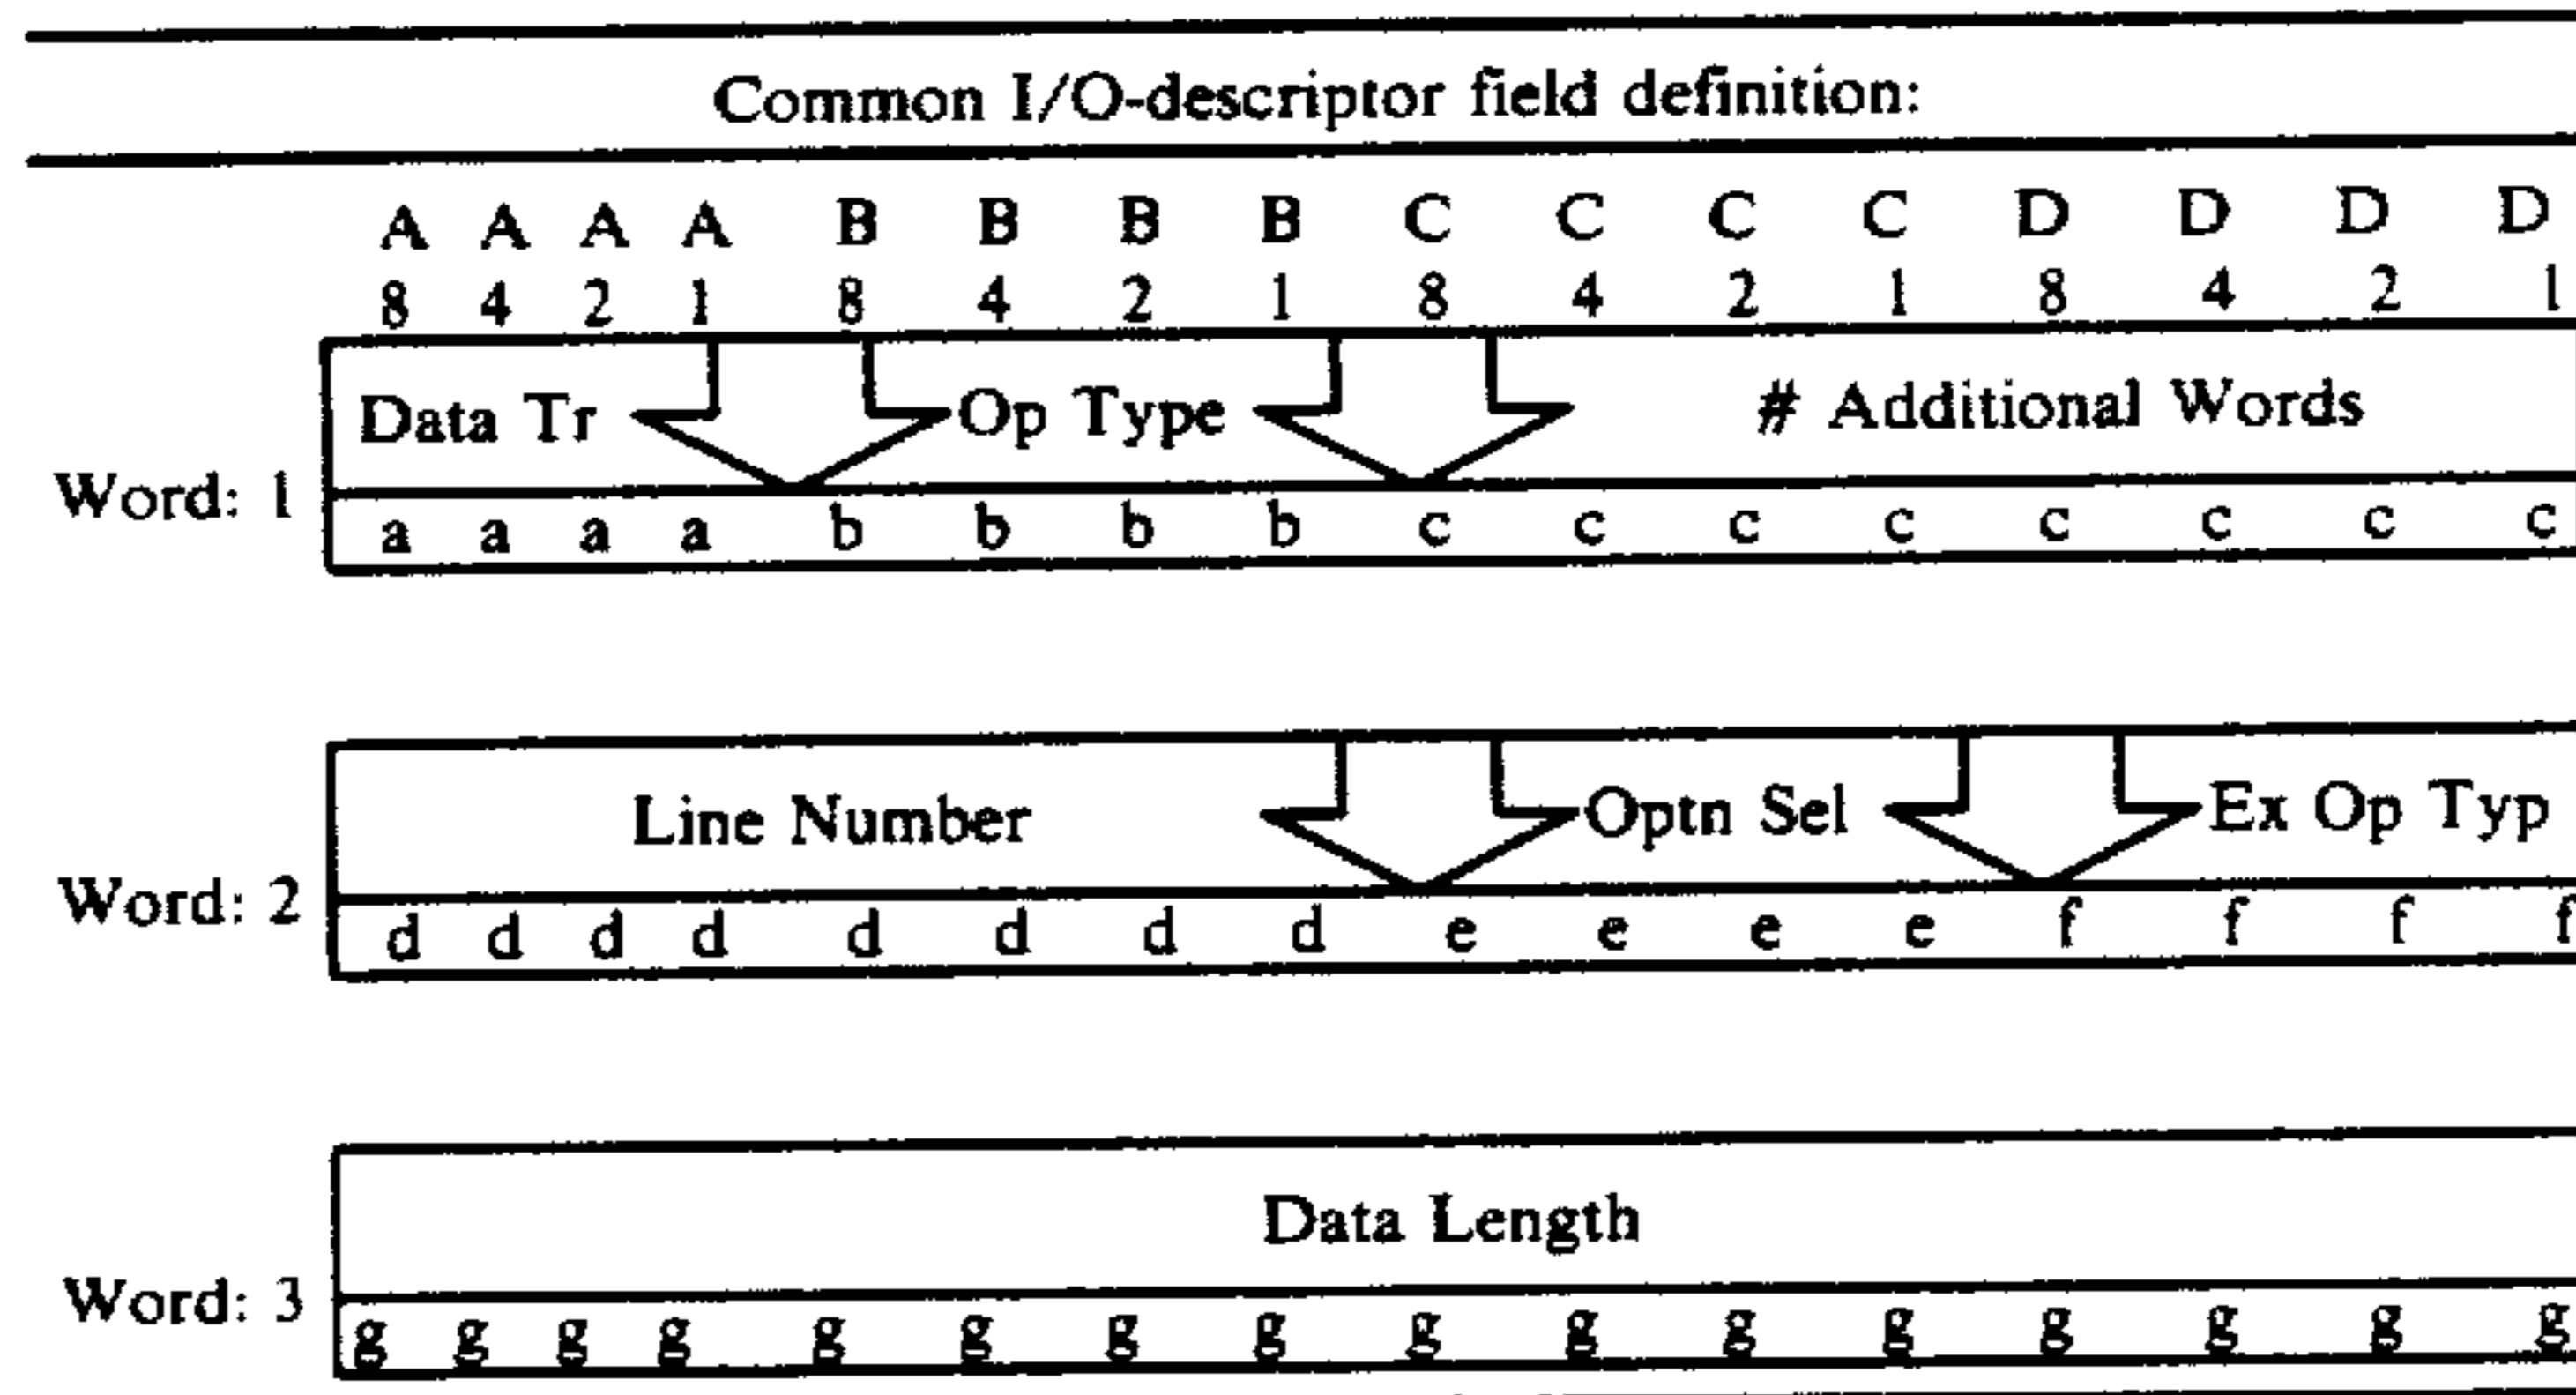 Common I/O-descriptor field definition:
A A A A B B B B C C C C D D D D
8 4 2 1 8 4 2 1 8 4 2 1 8 4 2 1
Data Tr Op Type # Additional Words
Word: 1
a a a a b b b b c c c c c c c c
Line Number Optn Sel Ex Op Typ
Word: 2
d d d d d d d d e e e e f f f f
Data Length
Word: 3
g g g g g g g g g g g g g g g g